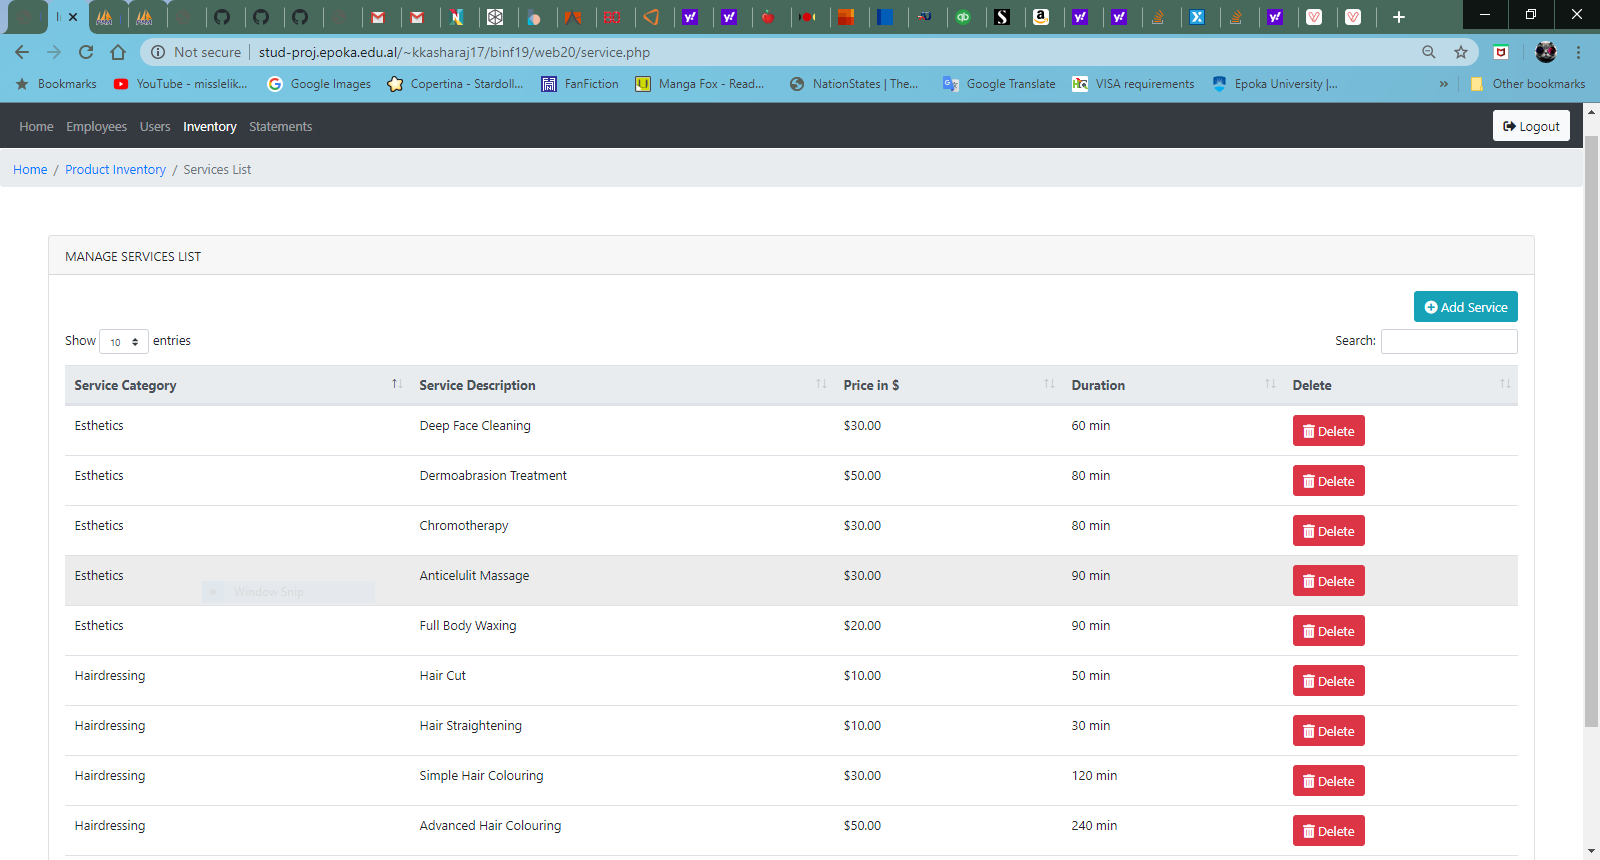 Not secure stud-proj.epoka.edu.al/~kkasharaj17/binf19/web20/service.php
Bookmarks YouTube - misslelik... Google Images Copertina - Stardoll... FanFiction Manga Fox - Read... NationStates | The... Google Translate VISA requirements Epoka University |... » Other bookmarks
Home Employees Users Inventory Statements Logout
Home / Product Inventory / Services List
MANAGE SERVICES LIST
Add Service
Show 10 entries Search:
Service Category Service Description Price in $ Duration Delete
Esthetics Deep Face Cleaning $30.00 60 min Delete
Esthetics Dermoabrasion Treatment $50.00 80 min Delete
Esthetics Chromotherapy $30.00 80 min Delete
Esthetics Anticelulit Massage $30.00 90 min Delete
Window Snip
Esthetics Full Body Waxing $20.00 90 min Delete
Hairdressing Hair Cut $10.00 50 min Delete
Hairdressing Hair Straightening $10.00 30 min Delete
Hairdressing Simple Hair Colouring $30.00 120 min Delete
Hairdressing Advanced Hair Colouring $50.00 240 min Delete